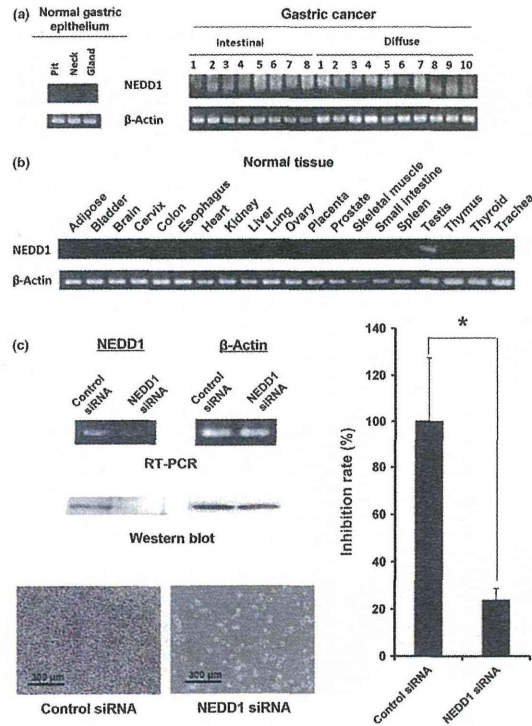 (a)
Normal gastric
epithelium
Pit
Neck
Gland
Gastric cancer
Intestinal
Diffuse
1 2 3 4 5 6 7 8 1 2 3 4 5 6 7 8 9 10
NEDD1
β-Actin
(b)
Normal tissue
Adipose
Bladder
Brain
Cervix
Colon
Esophagus
Heart
Kidney
Liver
Lung
Ovary
Placenta
Prostate
Skeletal muscle
Small intestine
Spleen
Testis
Thymus
Thyroid
Trachea
NEDD1
β-Actin
(c)
NEDD1
β-Actin
Control
siRNA
NEDD1
siRNA
Control
siRNA
NEDD1
siRNA
RT-PCR
Western blot
300 μm
Control siRNA
300 μm
NEDD1 siRNA
Inhibition rate (%)
140
120
100
80
60
40
20
0
*
Control siRNA
NEDD1 siRNA